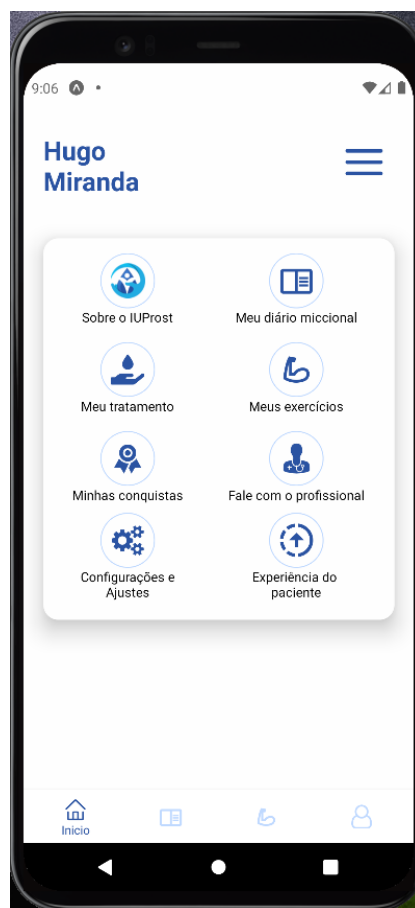 9:06
Hugo
Miranda
Sobre o IUProst
Meu diário miccional
Meu tratamento
Meus exercícios
Minhas conquistas
Fale com o profissional
Configurações e
Ajustes
Experiência do
paciente
Inicio